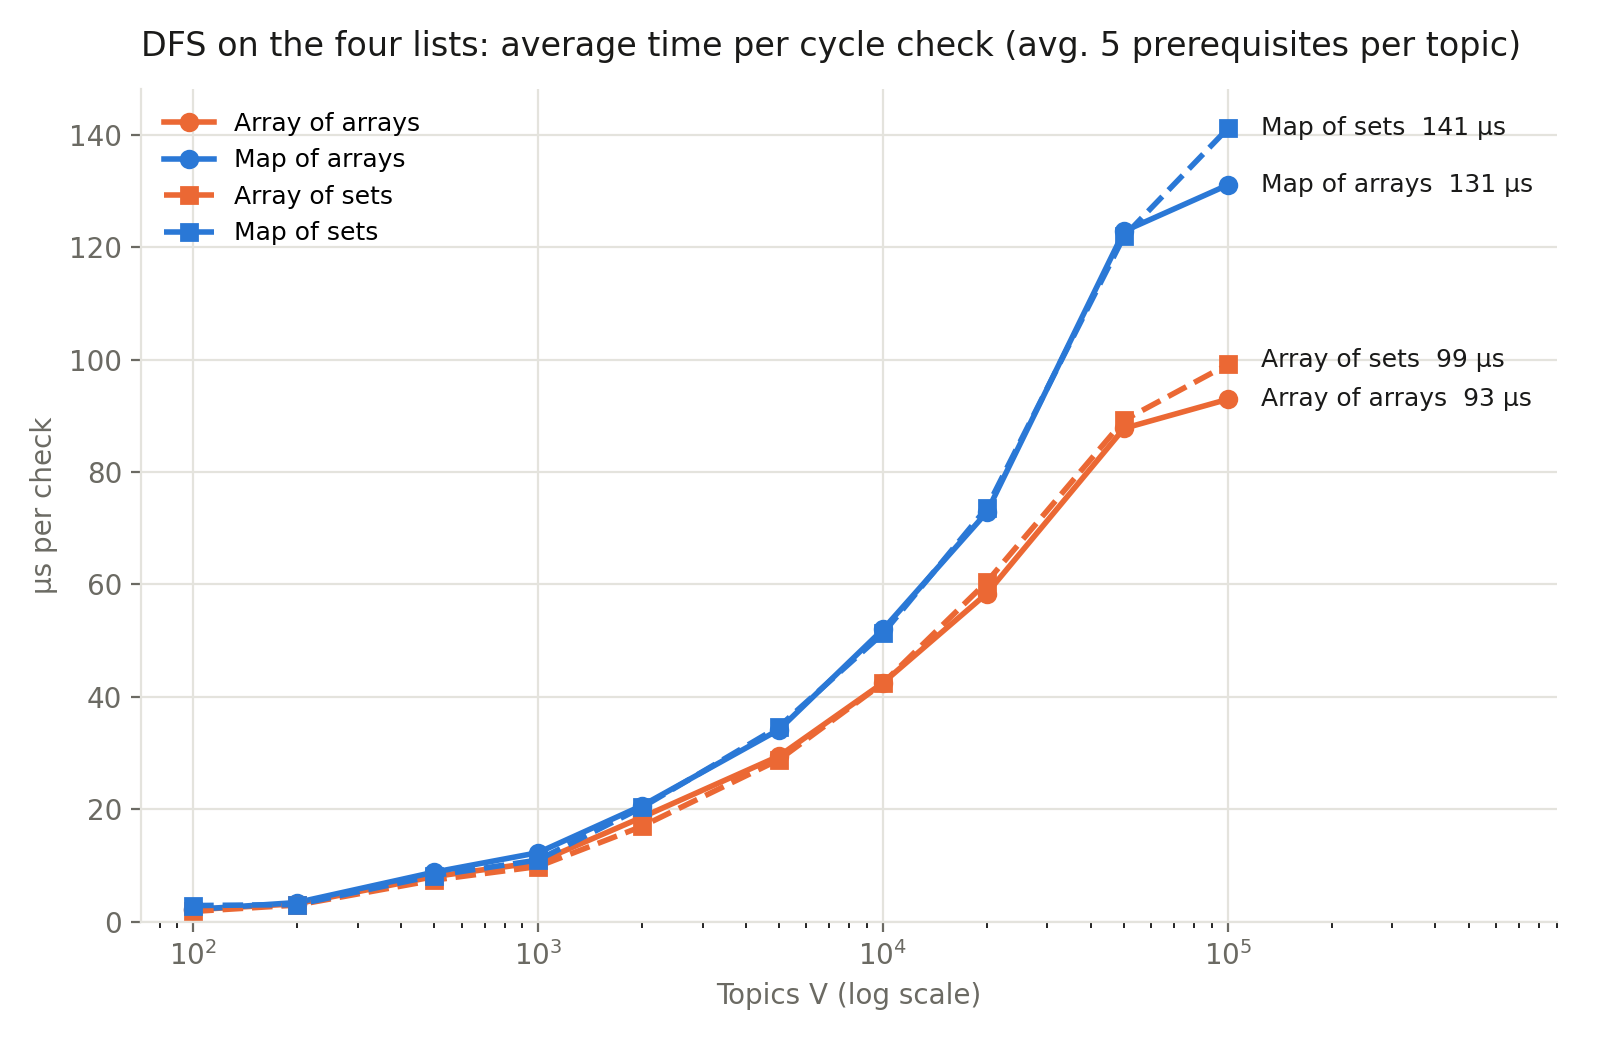 DFS on the four lists: average time per cycle check (avg. 5 prerequisites per topic)
Array of arrays
Map of arrays
Array of sets
Map of sets
Map of sets 141 µs
Map of arrays 131 µs
Array of sets 99 µs
Array of arrays 93 µs
µs per check
140
120
100
80
60
40
20
0
10²
10³
10⁴
10⁵
Topics V (log scale)